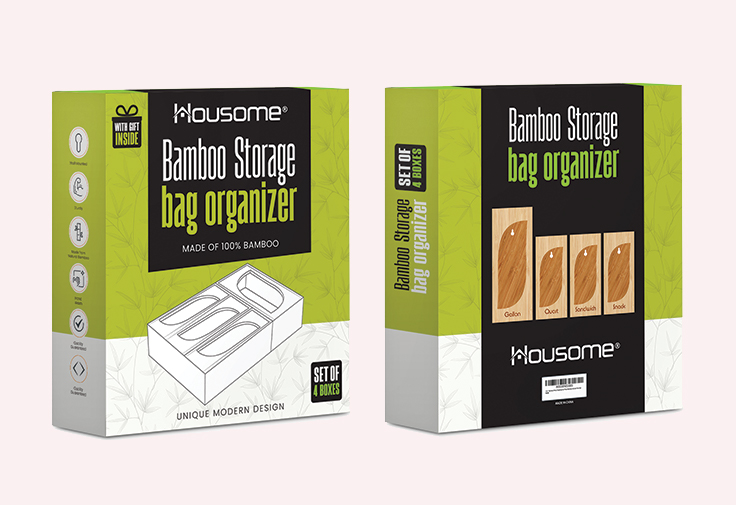 WITH GIFT
INSIDE
Housome®
Bamboo Storage
bag organizer
MADE OF 100% BAMBOO
SET OF
4 BOXES
UNIQUE MODERN DESIGN
SET OF
4 BOXES
Bamboo Storage
bag organizer
Bamboo Storage
bag organizer
Gallon
Quart
Sandwich
Snack
Housome®
MADE IN CHINA